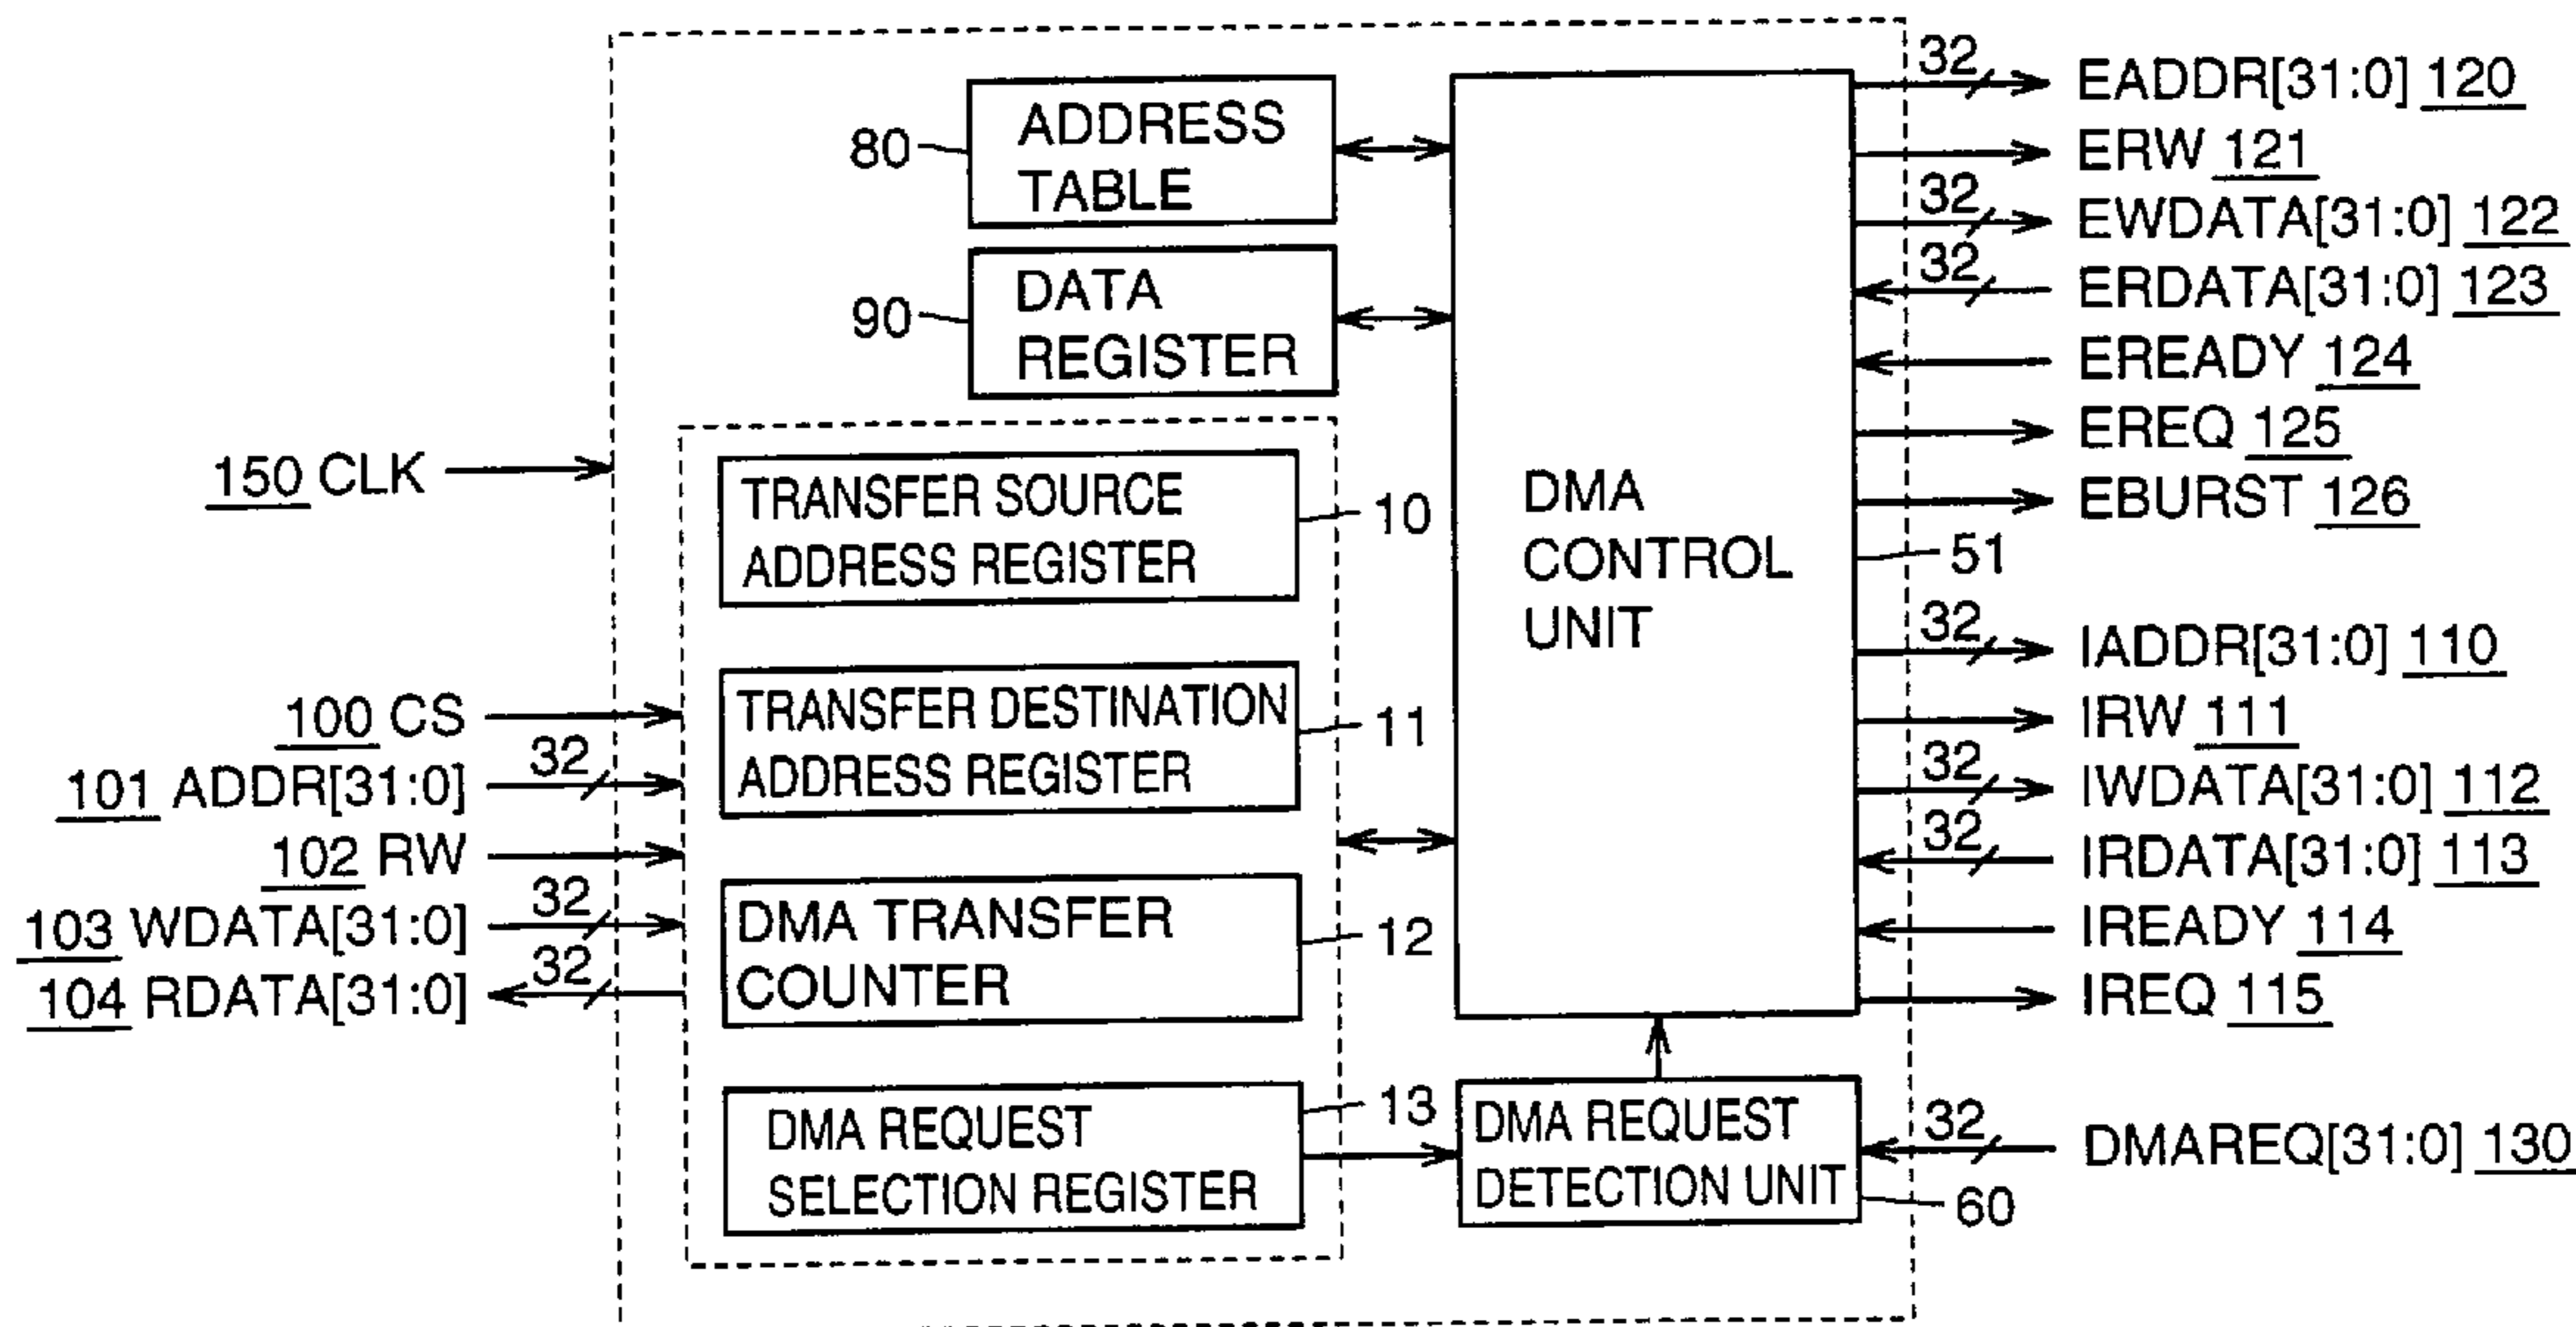 150 CLK
100 CS
101 ADDR[31:0]
32
102 RW
103 WDATA[31:0]
32
104 RDATA[31:0]
32
80
ADDRESS
TABLE
90
DATA
REGISTER
TRANSFER SOURCE
ADDRESS REGISTER
10
TRANSFER DESTINATION
ADDRESS REGISTER
11
DMA TRANSFER
COUNTER
12
DMA REQUEST
SELECTION REGISTER
13
DMA
CONTROL
UNIT
51
DMA REQUEST
DETECTION UNIT
60
32
EADDR[31:0] 120
ERW 121
32
EWDATA[31:0] 122
32
ERDATA[31:0] 123
EREADY 124
EREQ 125
EBURST 126
32
IADDR[31:0] 110
IRW 111
32
IWDATA[31:0] 112
32
IRDATA[31:0] 113
IREADY 114
IREQ 115
32
DMAREQ[31:0] 130